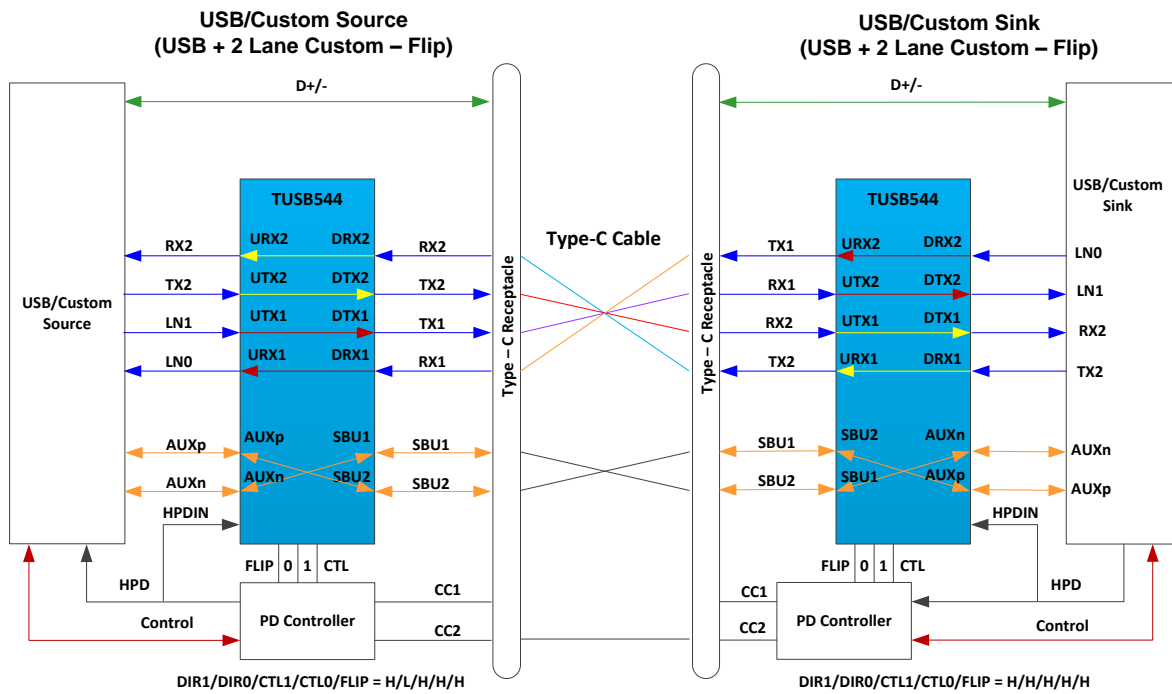 USB/Custom Source
(USB + 2 Lane Custom – Flip)
USB/Custom Sink
(USB + 2 Lane Custom – Flip)
D+/-
D+/-
TUSB544
TUSB544
USB/Custom
Source
USB/Custom
Sink
Type-C Cable
Type – C Receptacle
Type – C Receptacle
RX2 URX2 DRX2 RX2
TX2 UTX2 DTX2 TX2
LN1 UTX1 DTX1 TX1
LN0 URX1 DRX1 RX1
TX1 URX2 DRX2 LN0
RX1 UTX2 DTX2 LN1
RX2 UTX1 DTX1 RX2
TX2 URX1 DRX1 TX2
AUXp AUXp SBU1 SBU1
AUXn AUXn SBU2 SBU2
SBU1 SBU2 AUXn AUXn
SBU2 SBU1 AUXp AUXp
HPDIN
HPDIN
FLIP 0 1 CTL
FLIP 0 1 CTL
HPD
HPD
Control
Control
PD Controller
PD Controller
CC1
CC2
CC1
CC2
DIR1/DIR0/CTL1/CTL0/FLIP = H/L/H/H/H
DIR1/DIR0/CTL1/CTL0/FLIP = H/H/H/H/H